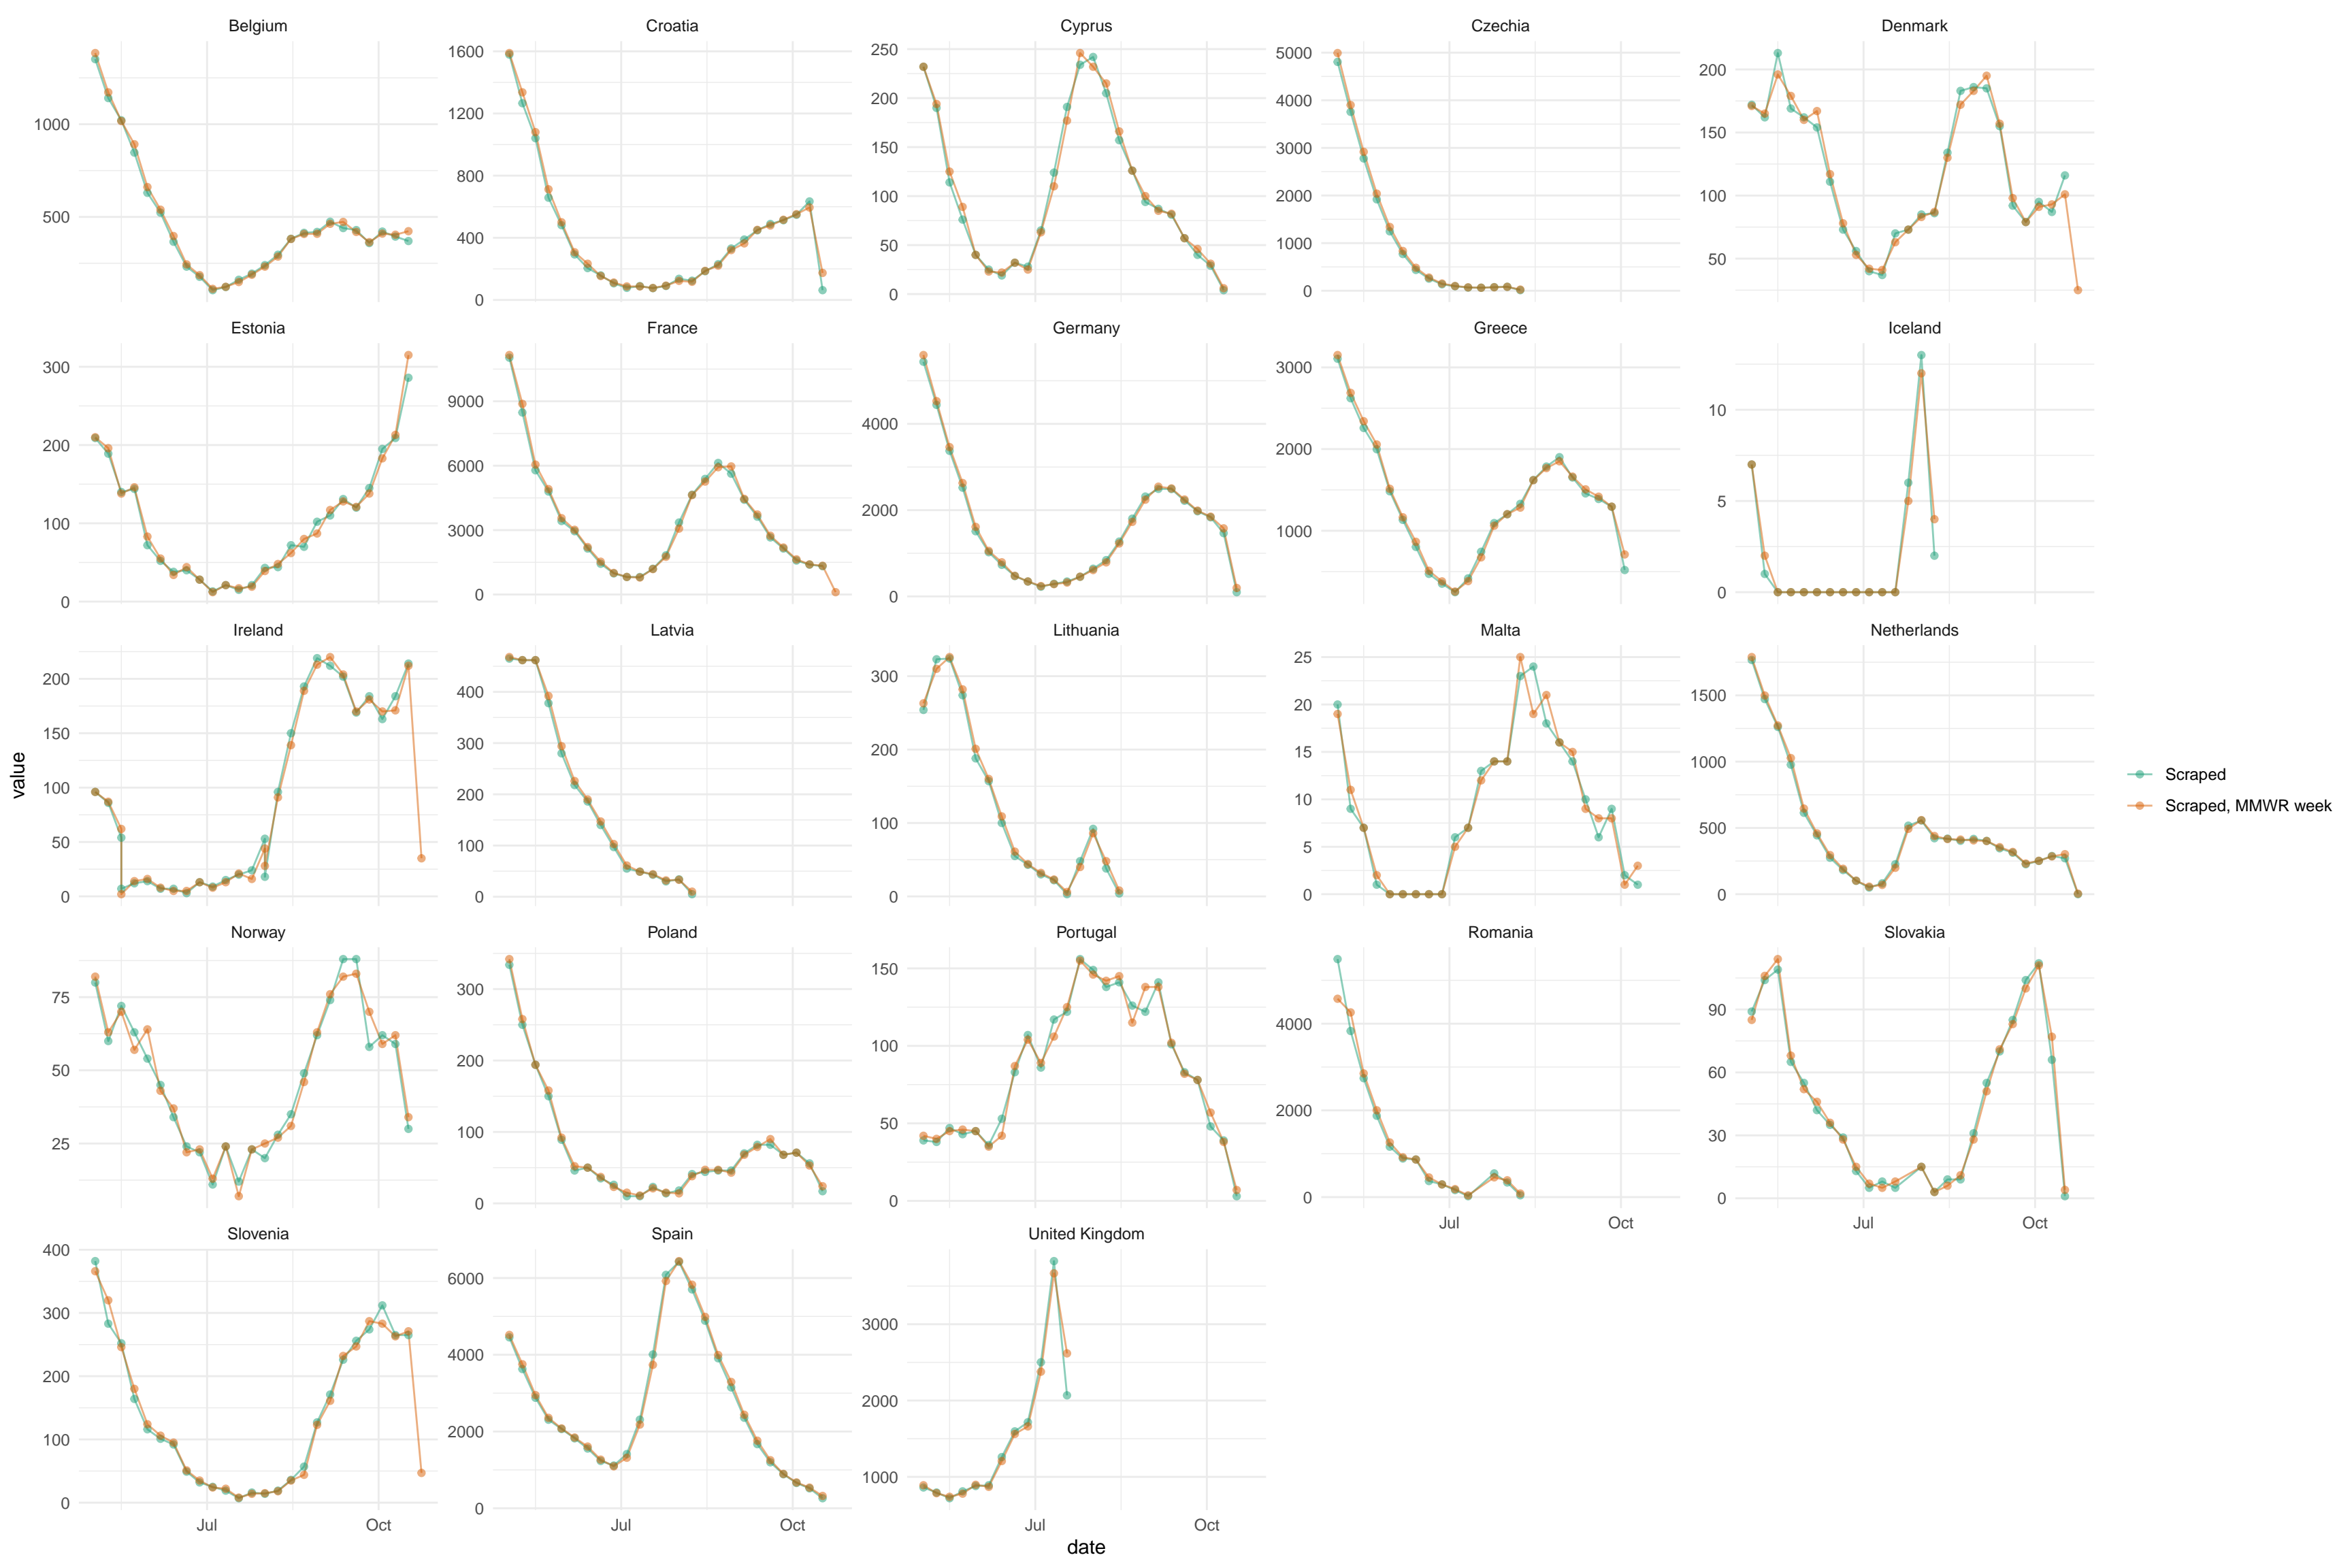 Belgium
Croatia
Cyprus
Czechia
Denmark
1000
500
1600
1200
800
400
0
250
200
150
100
50
0
5000
4000
3000
2000
1000
0
200
150
100
50
Estonia
France
Germany
Greece
Iceland
300
200
100
0
9000
6000
3000
0
4000
2000
0
3000
2000
1000
10
5
0
Ireland
Latvia
Lithuania
Malta
Netherlands
200
150
100
50
0
400
300
200
100
0
300
200
100
0
25
20
15
10
5
0
1500
1000
500
0
value
Scraped
Scraped, MMWR week
Norway
Poland
Portugal
Romania
Slovakia
75
50
25
300
200
100
0
150
100
50
0
4000
2000
0
90
60
30
0
Jul
Oct
Jul
Oct
Slovenia
Spain
United Kingdom
400
300
200
100
0
6000
4000
2000
0
3000
2000
1000
Jul
Oct
Jul
Oct
Jul
Oct
date